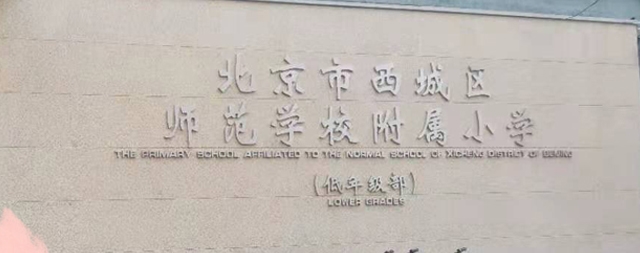 北京市西城区
师范学校附属小学
THE PRIMARY SCHOOL AFFILIATED TO THE NORMAL SCHOOL OF XICHENG DISTRICT OF BEIJING
(低年级部)
LOWER GRADES